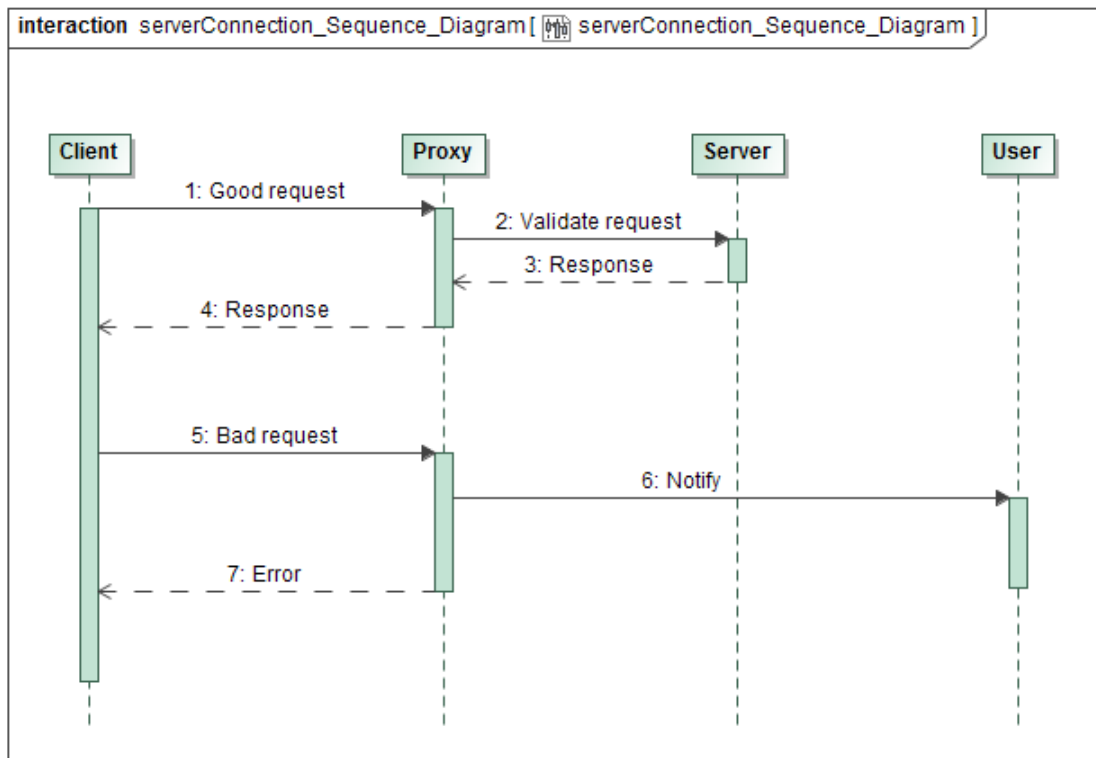 interaction serverConnection_Sequence_Diagram[ serverConnection_Sequence_Diagram ]
Client Proxy Server User
1: Good request
2: Validate request
3: Response
4: Response
5: Bad request
6: Notify
7: Error